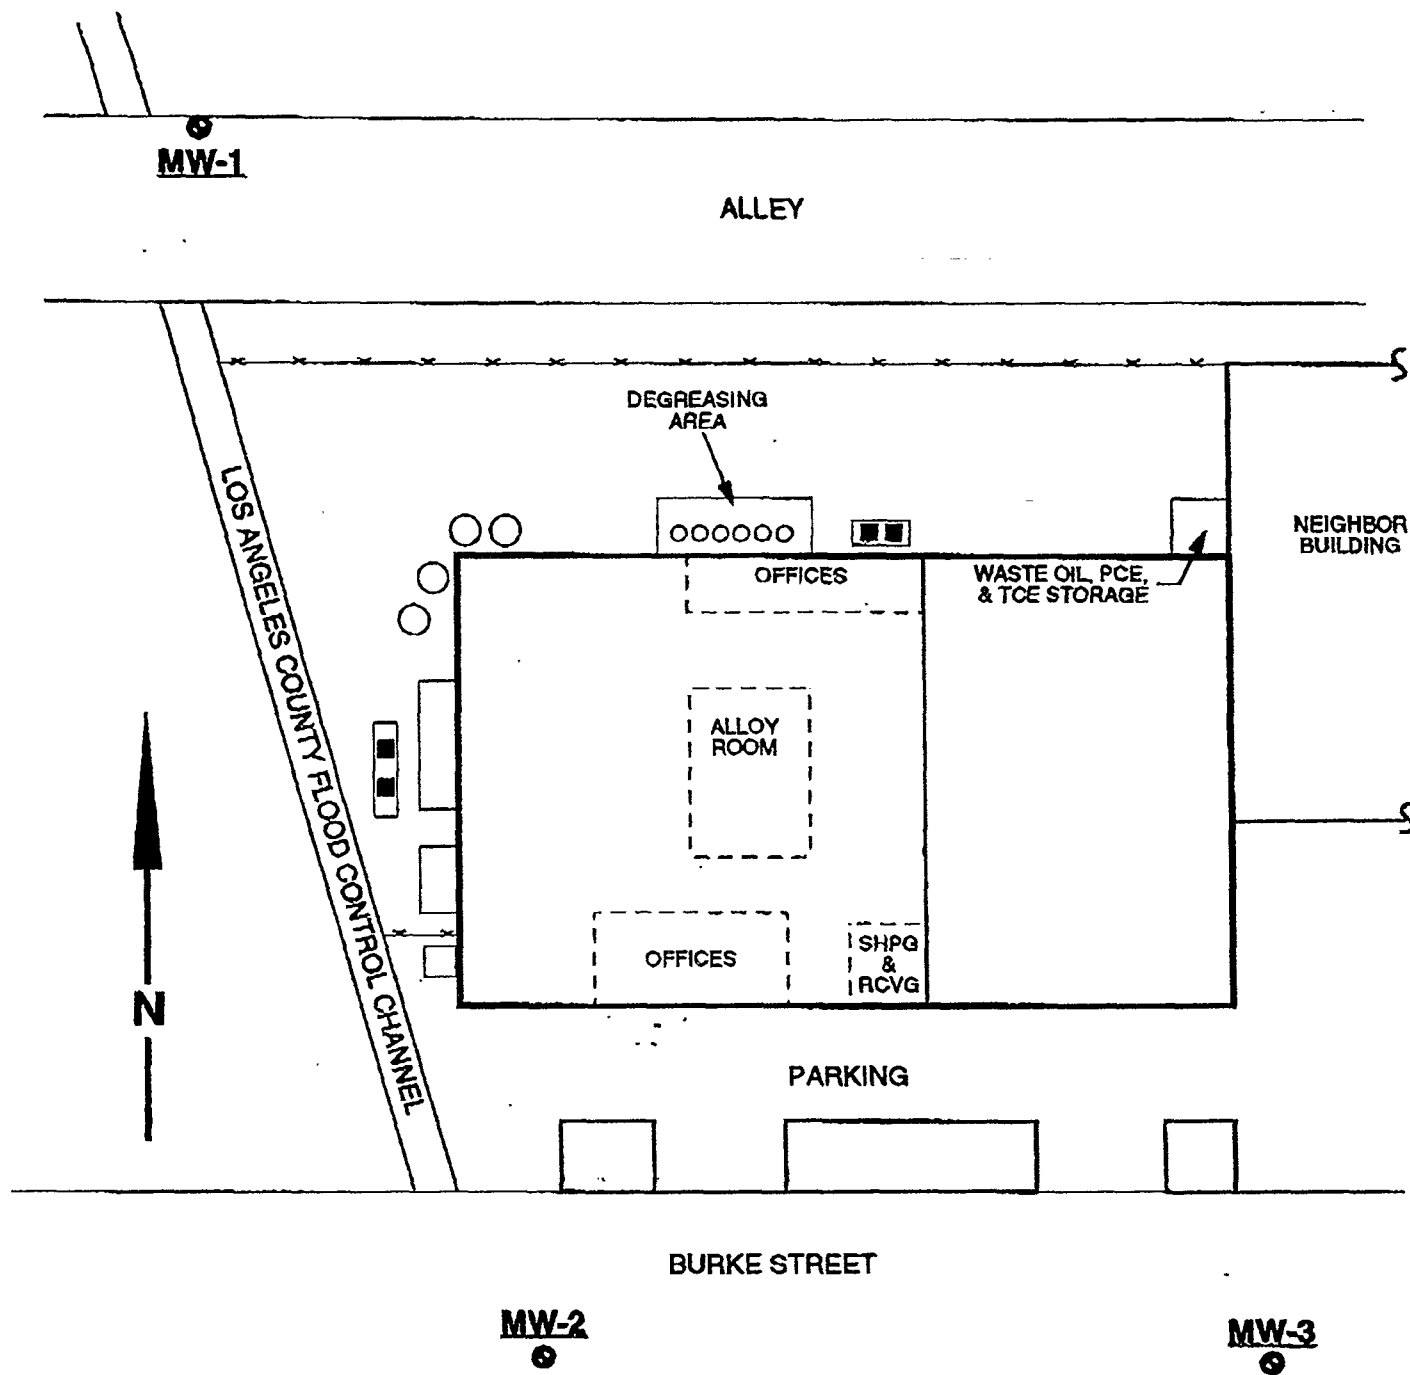 MW-1
ALLEY
DEGREASING
AREA
LOS ANGELES COUNTY FLOOD CONTROL CHANNEL
NEIGHBOR
BUILDING
OFFICES
WASTE OIL, PCE,
& TCE STORAGE
ALLOY
ROOM
OFFICES
SHPG
&
RCVG
N
PARKING
BURKE STREET
MW-2
MW-3